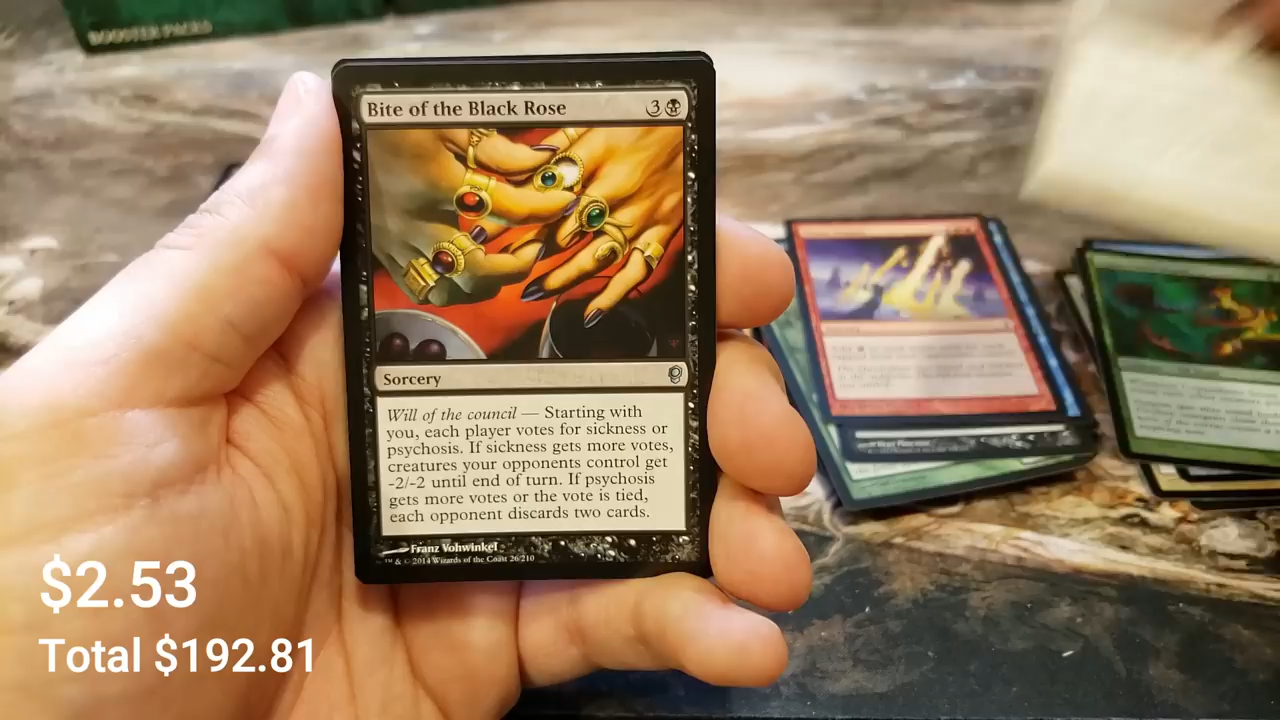 BOOSTER PACKS
Bite of the Black Rose 3
Sorcery
Will of the council — Starting with
you, each player votes for sickness or
psychosis. If sickness gets more votes,
creatures your opponents control get
-2/-2 until end of turn. If psychosis
gets more votes or the vote is tied,
each opponent discards two cards.
Franz Vohwinkel
™ & © 2014 Wizards of the Coast 26/210
$2.53
Total $192.81